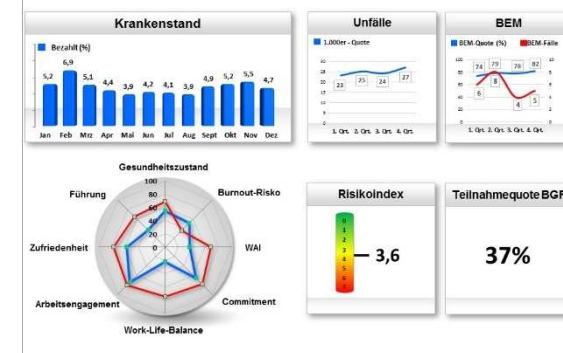 Krankenstand
Bezahlt (%)
5,2 6,9 5,1 4,4 3,9 4,2 4,1 3,9 4,9 5,2 5,5 4,7
Jan Feb Mrz Apr Mai Jun Jul Aug Sept Okt Nov Dez
Unfälle
1.000er - Quote
23 25 24 27
1. Qrt. 2. Qrt. 3. Qrt. 4. Qrt.
BEM
BEM-Quote (%) BEM-Fälle
74 79 79 82
6 8 4 5
1. Qrt. 2. Qrt. 3. Qrt. 4. Qrt.
Gesundheitszustand
Burnout-Risko
WAI
Commitment
Work-Life-Balance
Arbeitsengagement
Zufriedenheit
Führung
100
80
60
40
20
0
Risikoindex
3,6
Teilnahmequote BGF
37%